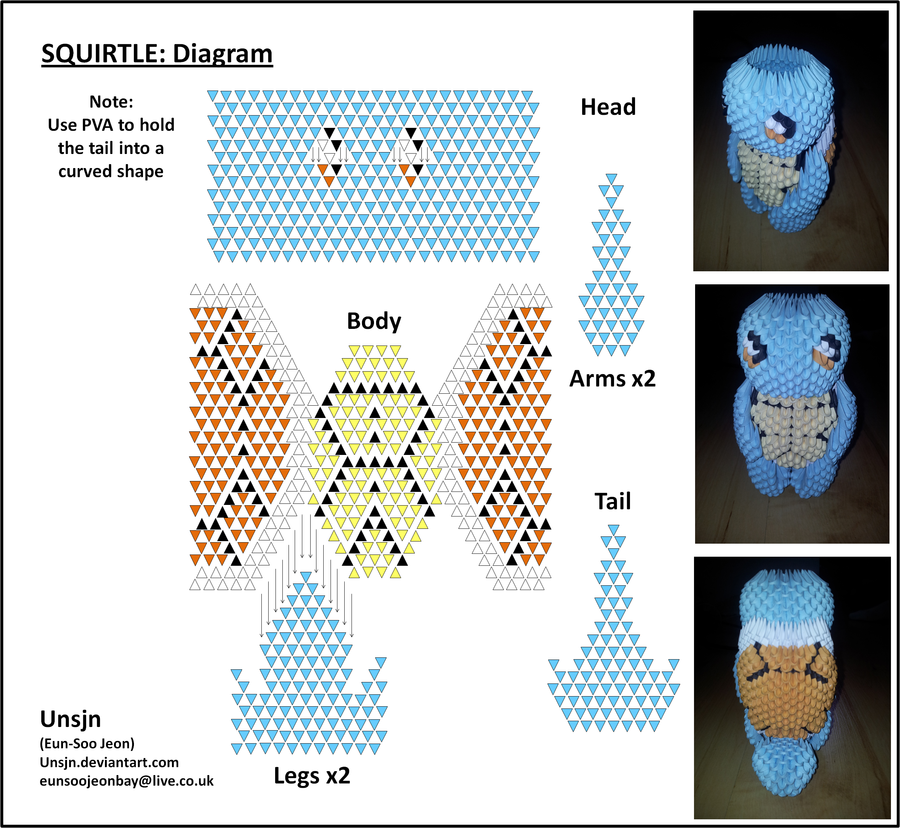 SQUIRTLE: Diagram
Note:
Use PVA to hold
the tail into a
curved shape
Head
Body
Arms x2
Tail
Legs x2
Unsjn
(Eun-Soo Jeon)
Unsjn.deviantart.com
eunsoojeonbay@live.co.uk